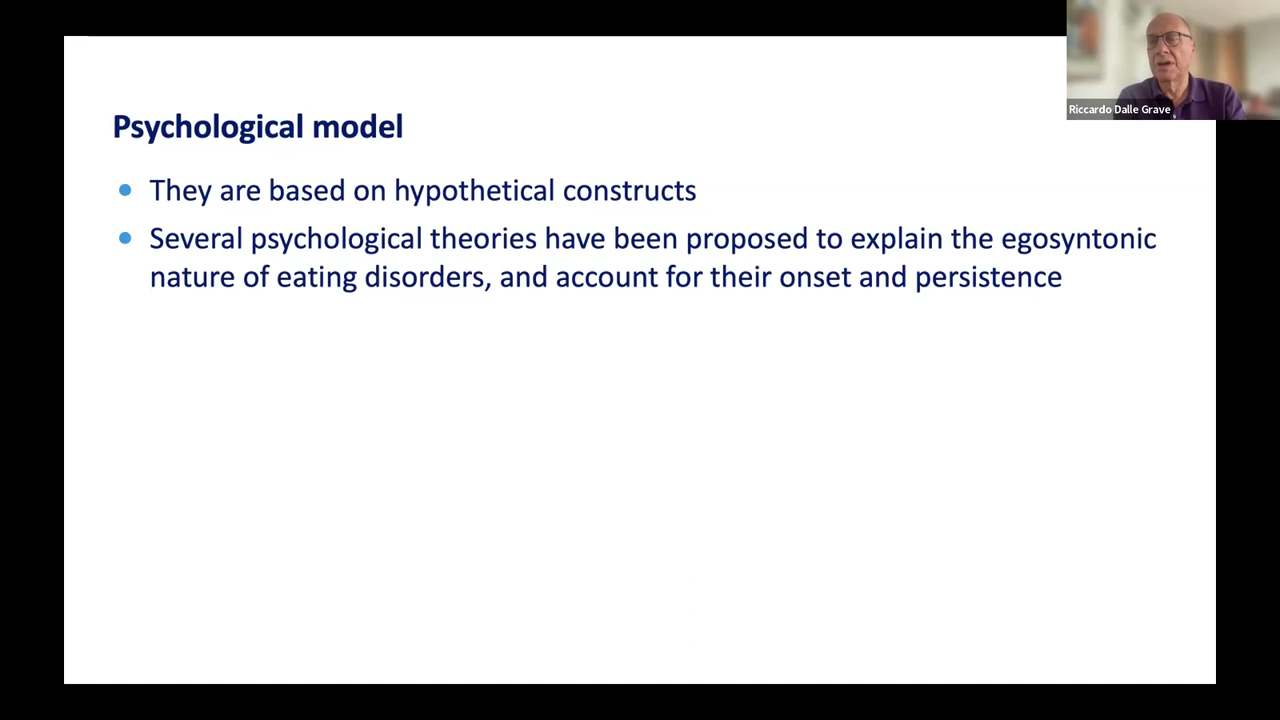 Riccardo Dalle Grave
Psychological model
They are based on hypothetical constructs
Several psychological theories have been proposed to explain the egosyntonic
nature of eating disorders, and account for their onset and persistence